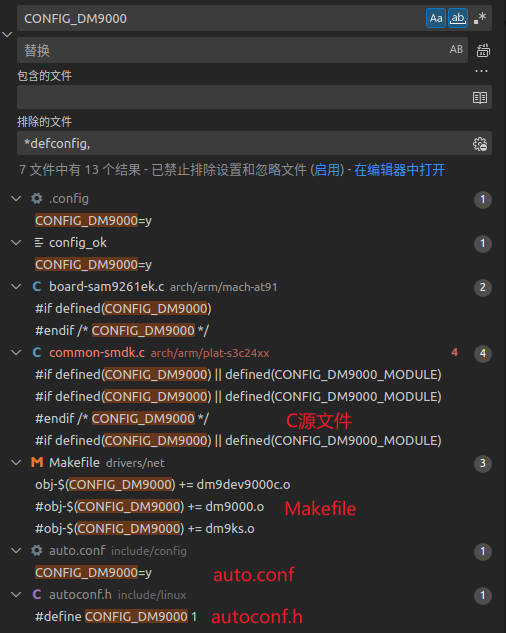 CONFIG_DM9000
Aa ab
替换
AB
包含的文件
排除的文件
*defconfig,
7 文件中有 13 个结果 - 已禁止排除设置和忽略文件 (启用) - 在编辑器中打开
.config 1
CONFIG_DM9000=y
config_ok 1
CONFIG_DM9000=y
C board-sam9261ek.c arch/arm/mach-at91 2
#if defined(CONFIG_DM9000)
#endif /* CONFIG_DM9000 */
C common-smdk.c arch/arm/plat-s3c24xx 4 4
#if defined(CONFIG_DM9000) || defined(CONFIG_DM9000_MODULE)
#if defined(CONFIG_DM9000) || defined(CONFIG_DM9000_MODULE)
#endif /* CONFIG_DM9000 */ C源文件
#if defined(CONFIG_DM9000) || defined(CONFIG_DM9000_MODULE)
M Makefile drivers/net 3
obj-$(CONFIG_DM9000) += dm9dev9000c.o
#obj-$(CONFIG_DM9000) += dm9000.o Makefile
#obj-$(CONFIG_DM9000) += dm9ks.o
auto.conf include/config 1
CONFIG_DM9000=y auto.conf
C autoconf.h include/linux 1
#define CONFIG_DM9000 1 autoconf.h